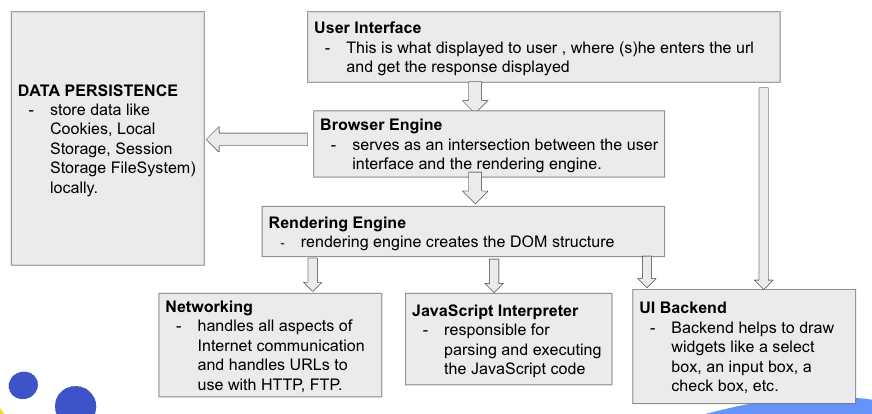 User Interface
- This is what displayed to user , where (s)he enters the url
and get the response displayed
DATA PERSISTENCE
- store data like
Cookies, Local
Storage, Session
Storage FileSystem)
locally.
Browser Engine
- serves as an intersection between the user
interface and the rendering engine.
Rendering Engine
- rendering engine creates the DOM structure
Networking
- handles all aspects of
Internet communication
and handles URLs to
use with HTTP, FTP.
JavaScript Interpreter
- responsible for
parsing and executing
the JavaScript code
UI Backend
- Backend helps to draw
widgets like a select
box, an input box, a
check box, etc.